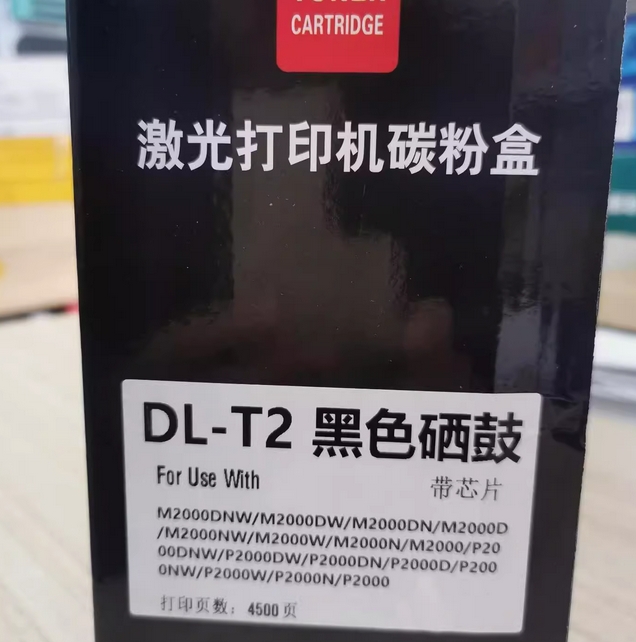 CARTRIDGE
激光打印机碳粉盒
DL-T2 黑色硒鼓
For Use With
带芯片
M2000DNW/M2000DW/M2000DN/M2000D
/M2000NW/M2000W/M2000N/M2000/P20
00DNW/P2000DW/P2000DN/P2000D/P200
0NW/P2000W/P2000N/P2000
打印页数：4500页